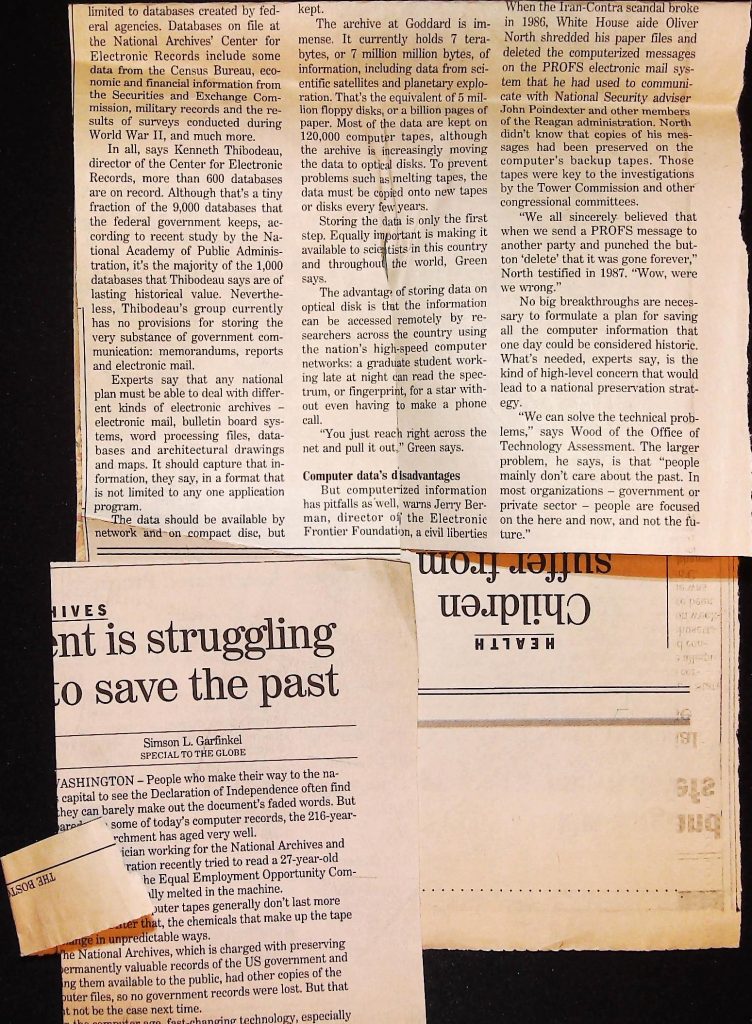 limited to databases created by fed-
eral agencies. Databases on file at
the National Archives' Center for
Electronic Records include some
data from the Census Bureau, eco-
nomic and financial information from
the Securities and Exchange Com-
mission, military records and the re-
sults of surveys conducted during
World War II, and much more.
In all, says Kenneth Thibodeau,
director of the Center for Electronic
Records, more than 600 databases
are on record. Although that's a tiny
fraction of the 9,000 databases that
the federal government keeps, ac-
cording to recent study by the Na-
tional Academy of Public Adminis-
tration, it's the majority of the 1,000
databases that Thibodeau says are of
lasting historical value. Neverthe-
less, Thibodeau's group currently
has no provisions for storing the
very substance of government com-
munication: memorandums, reports
and electronic mail.
Experts say that any national
plan must be able to deal with differ-
ent kinds of electronic archives –
electronic mail, bulletin board sys-
tems, word processing files, data-
bases and architectural drawings
and maps. It should capture that in-
formation, they say, in a format that
is not limited to any one application
program.
The data should be available by
network and on compact disc, but
kept.
The archive at Goddard is im-
mense. It currently holds 7 tera-
bytes, or 7 million million bytes, of
information, including data from sci-
entific satellites and planetary explo-
ration. That's the equivalent of 5 mil-
lion floppy disks, or a billion pages of
paper. Most of the data are kept on
120,000 computer tapes, although
the archive is increasingly moving
the data to optical disks. To prevent
problems such as melting tapes, the
data must be copied onto new tapes
or disks every few years.
Storing the data is only the first
step. Equally important is making it
available to scientists in this country
and throughout the world, Green
says.
The advantage of storing data on
optical disk is that the information
can be accessed remotely by re-
searchers across the country using
the nation's high-speed computer
networks: a graduate student work-
ing late at night can read the spec-
trum, or fingerprint, for a star with-
out even having to make a phone
call.
"You just reach right across the
net and pull it out," Green says.
Computer data's disadvantages
But computerized information
has pitfalls as well, warns Jerry Ber-
man, director of the Electronic
Frontier Foundation, a civil liberties
When the Iran-Contra scandal broke
in 1986, White House aide Oliver
North shredded his paper files and
deleted the computerized messages
on the PROFS electronic mail sys-
tem that he had used to communi-
cate with National Security adviser
John Poindexter and other members
of the Reagan administration. North
didn't know that copies of his mes-
sages had been preserved on the
computer's backup tapes. Those
tapes were key to the investigations
by the Tower Commission and other
congressional committees.
"We all sincerely believed that
when we send a PROFS message to
another party and punched the but-
ton 'delete' that it was gone forever,"
North testified in 1987. "Wow, were
we wrong."
No big breakthroughs are neces-
sary to formulate a plan for saving
all the computer information that
one day could be considered historic.
What's needed, experts say, is the
kind of high-level concern that would
lead to a national preservation strat-
egy.
"We can solve the technical prob-
lems," says Wood of the Office of
Technology Assessment. The larger
problem, he says, is that "people
mainly don't care about the past. In
most organizations – government or
private sector – people are focused
on the here and now, and not the fu-
ture."
HEALTH
Children
suffer from
HIVES
ent is struggling
to save the past
Simson L. Garfinkel
SPECIAL TO THE GLOBE
WASHINGTON – People who make their way to the na-
s capital to see the Declaration of Independence often find
they can barely make out the document's faded words. But
pared some of today's computer records, the 216-year-
rchment has aged very well.
ician working for the National Archives and
ration recently tried to read a 27-year-old
he Equal Employment Opportunity Com-
ally melted in the machine.
uter tapes generally don't last more
after that, the chemicals that make up the tape
ange in unpredictable ways.
The National Archives, which is charged with preserving
permanently valuable records of the US government and
ing them available to the public, had other copies of the
puter files, so no government records were lost. But that
t not be the case next time.
the computer age, fast-changing technology, especially
THE BOSTO